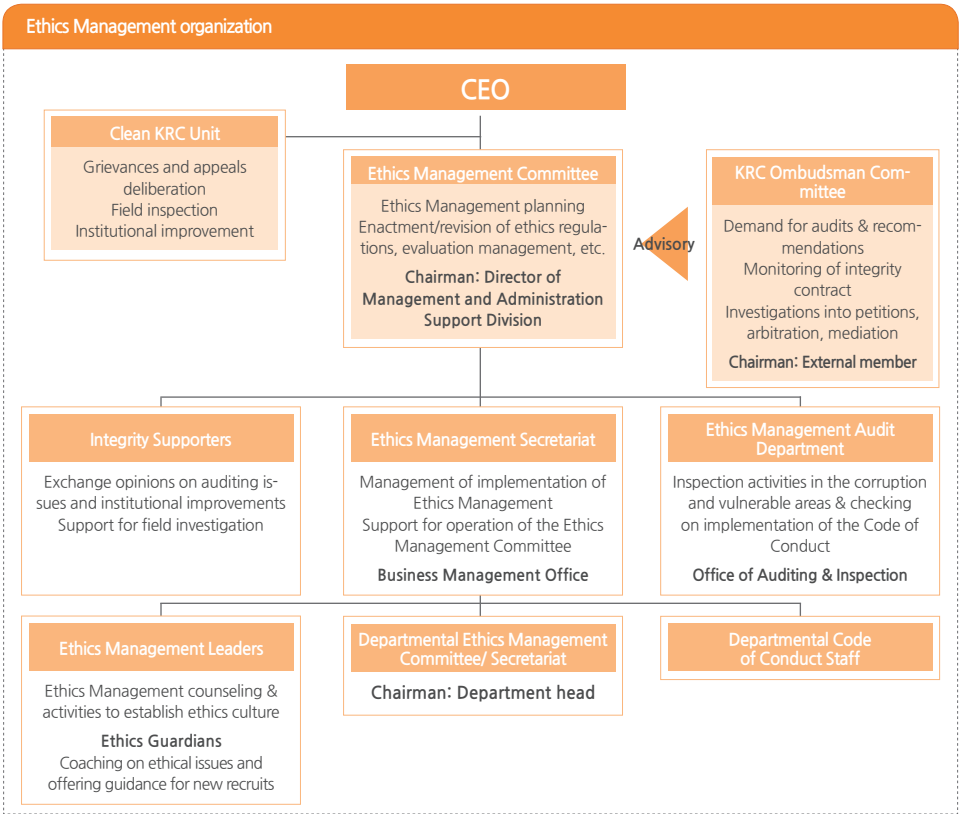 Ethics Management organization
CEO
Clean KRC Unit
Grievances and appeals
deliberation
Field inspection
Institutional improvement
Ethics Management Committee
Ethics Management planning
Enactment/revision of ethics regula-
tions, evaluation management, etc.
Chairman: Director of
Management and Administration
Support Division
Advisory
KRC Ombudsman Com-
mittee
Demand for audits & recom-
mendations
Monitoring of integrity
contract
Investigations into petitions,
arbitration, mediation
Chairman: External member
Integrity Supporters
Exchange opinions on auditing is-
sues and institutional improvements
Support for field investigation
Ethics Management Secretariat
Management of implementation of
Ethics Management
Support for operation of the Ethics
Management Committee
Business Management Office
Ethics Management Audit
Department
Inspection activities in the corruption
and vulnerable areas & checking
on implementation of the Code of
Conduct
Office of Auditing & Inspection
Ethics Management Leaders
Ethics Management counseling &
activities to establish ethics culture
Ethics Guardians
Coaching on ethical issues and
offering guidance for new recruits
Departmental Ethics Management
Committee/ Secretariat
Chairman: Department head
Departmental Code
of Conduct Staff